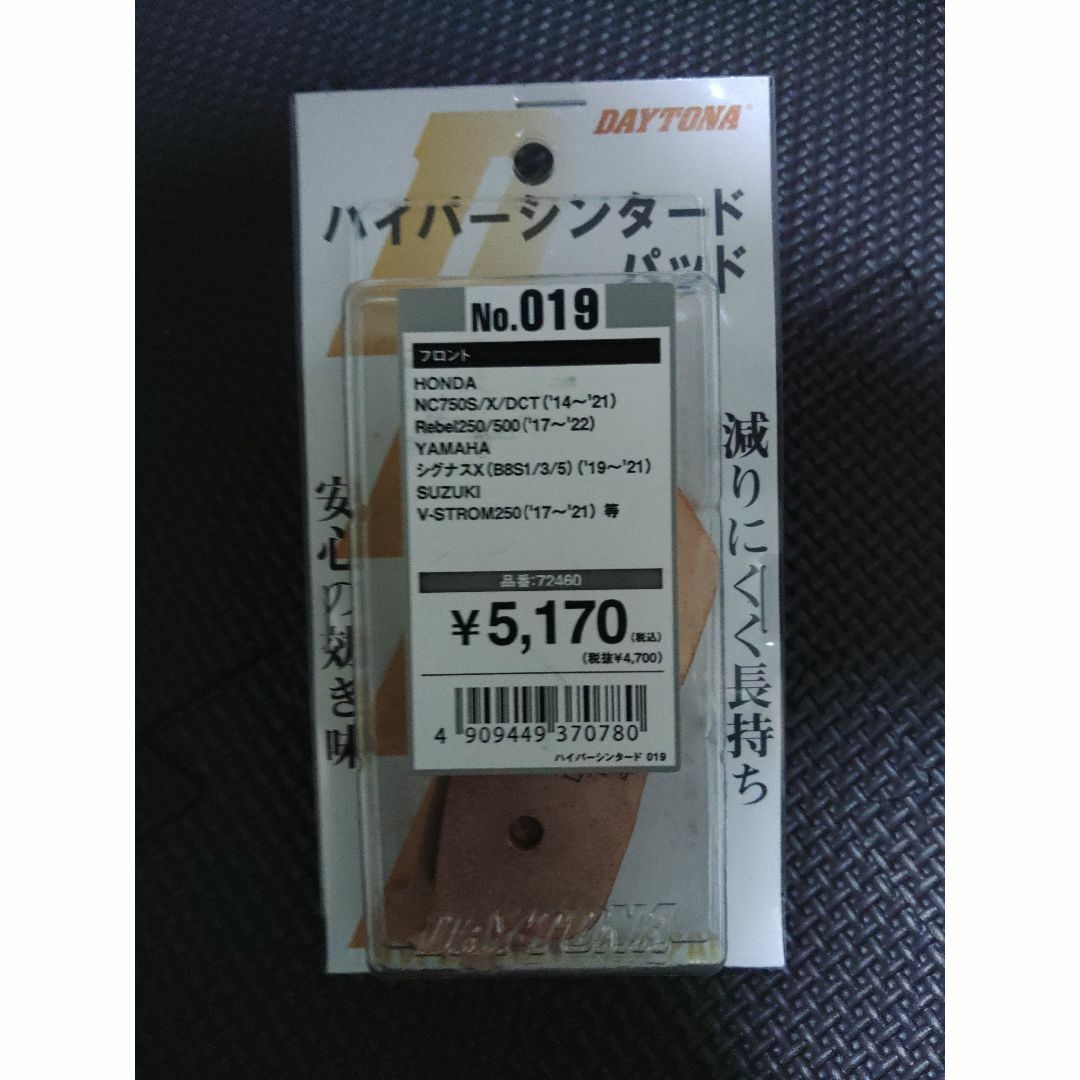 DAYTONA
ハイパーシンタード
パッド
No.019
フロント
HONDA
NC750S/X/DCT('14～'21)
Rebel250/500('17～'22)
YAMAHA
シグナスX(B8S1/3/5)('19～'21)
SUZUKI
V-STROM250('17～'21) 等
品番:72460
¥5,170(税込)
(税抜¥4,700)
4 909449 370780
ハイパーシンタード 019
減りにくく長持ち
安心の効き味
DAYTONA